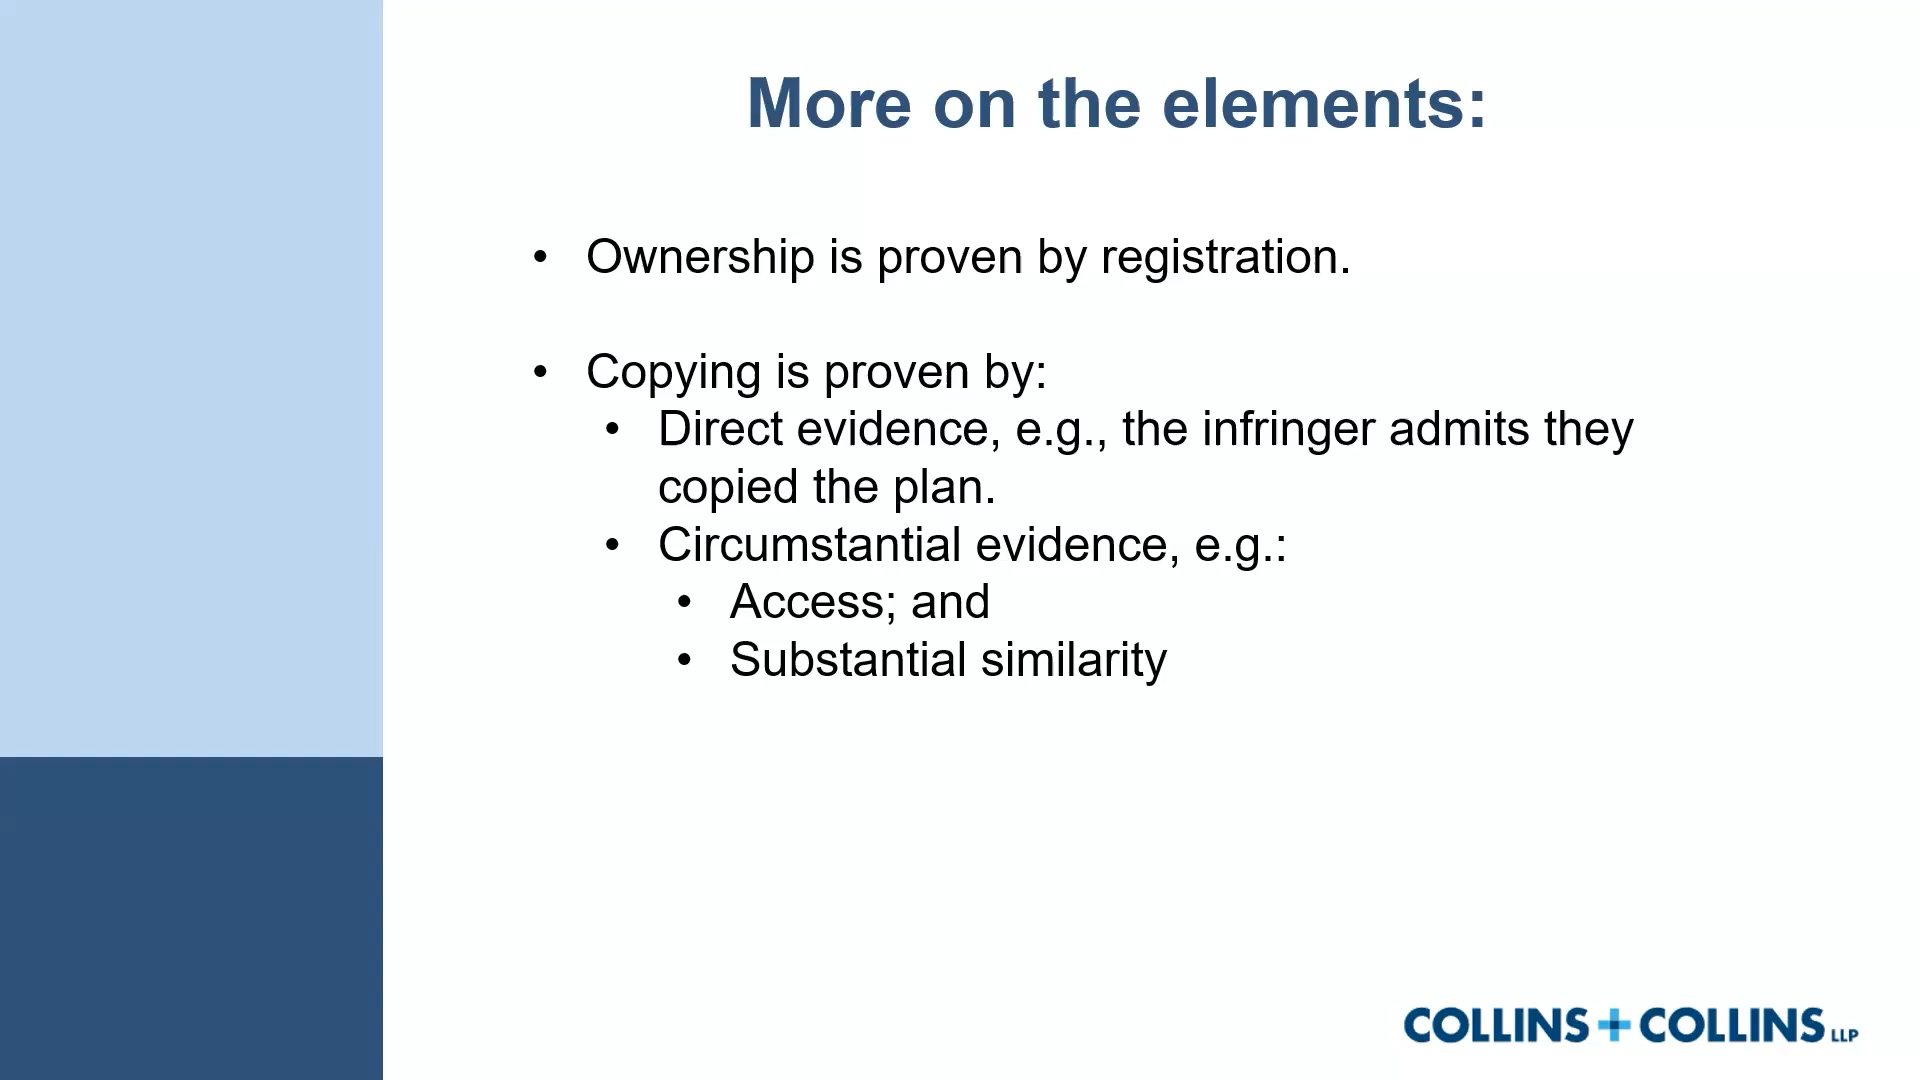 More on the elements:
• Ownership is proven by registration.
• Copying is proven by:
• Direct evidence, e.g., the infringer admits they
copied the plan.
• Circumstantial evidence, e.g.:
• Access; and
• Substantial similarity
COLLINS + COLLINS LLP